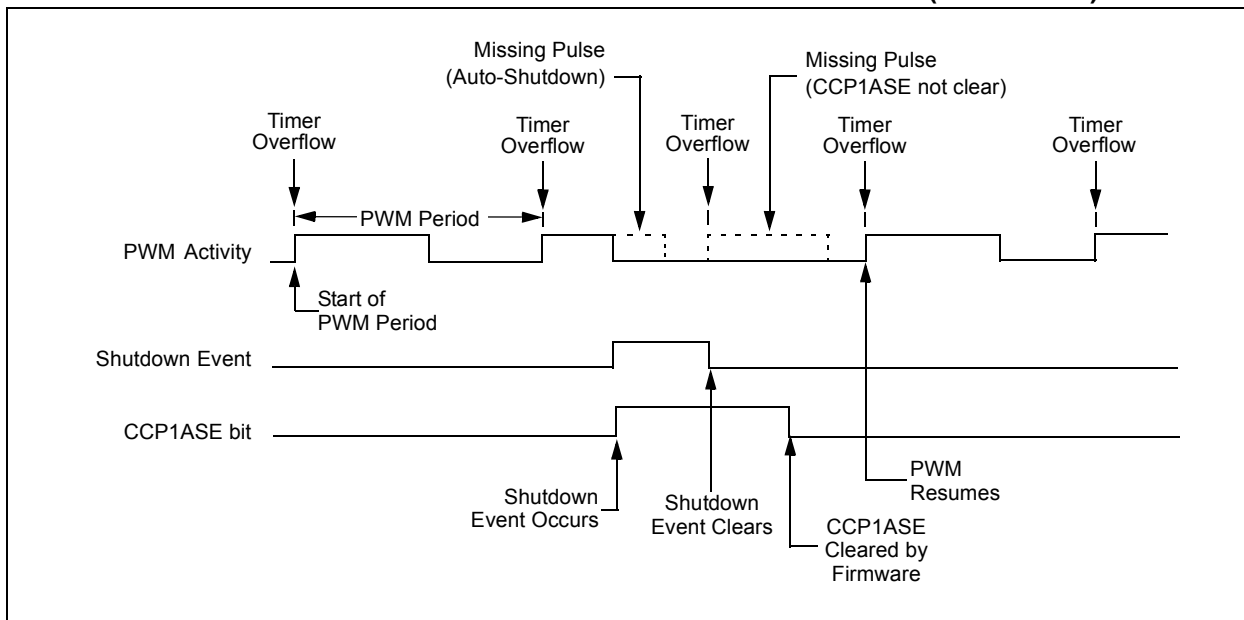 Missing Pulse
(Auto-Shutdown)
Missing Pulse
(CCP1ASE not clear)
Timer
Overflow
Timer
Overflow
Timer
Overflow
Timer
Overflow
Timer
Overflow
PWM Period
PWM Activity
Start of
PWM Period
Shutdown Event
CCP1ASE bit
Shutdown
Event Occurs
Shutdown
Event Clears
CCP1ASE
Cleared by
Firmware
PWM
Resumes